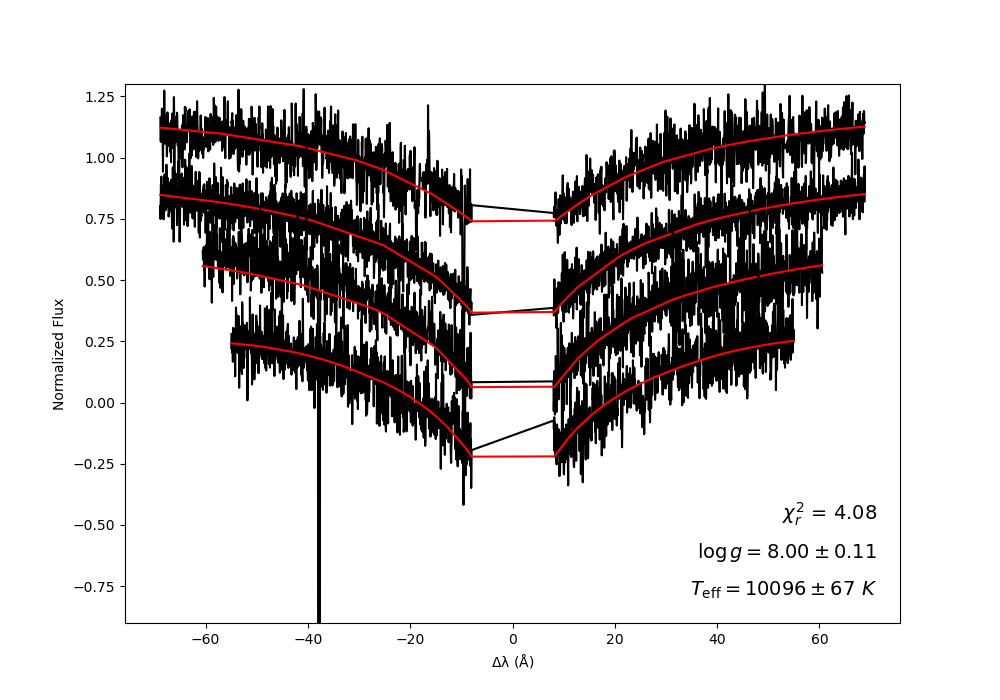 1.25
1.00
0.75
0.50
0.25
0.00
−0.25
−0.50
−0.75
Normalized Flux
χ²ᵣ = 4.08
log g = 8.00 ± 0.11
T_eff = 10096 ± 67 K
−60 −40 −20 0 20 40 60
Δλ (Å)